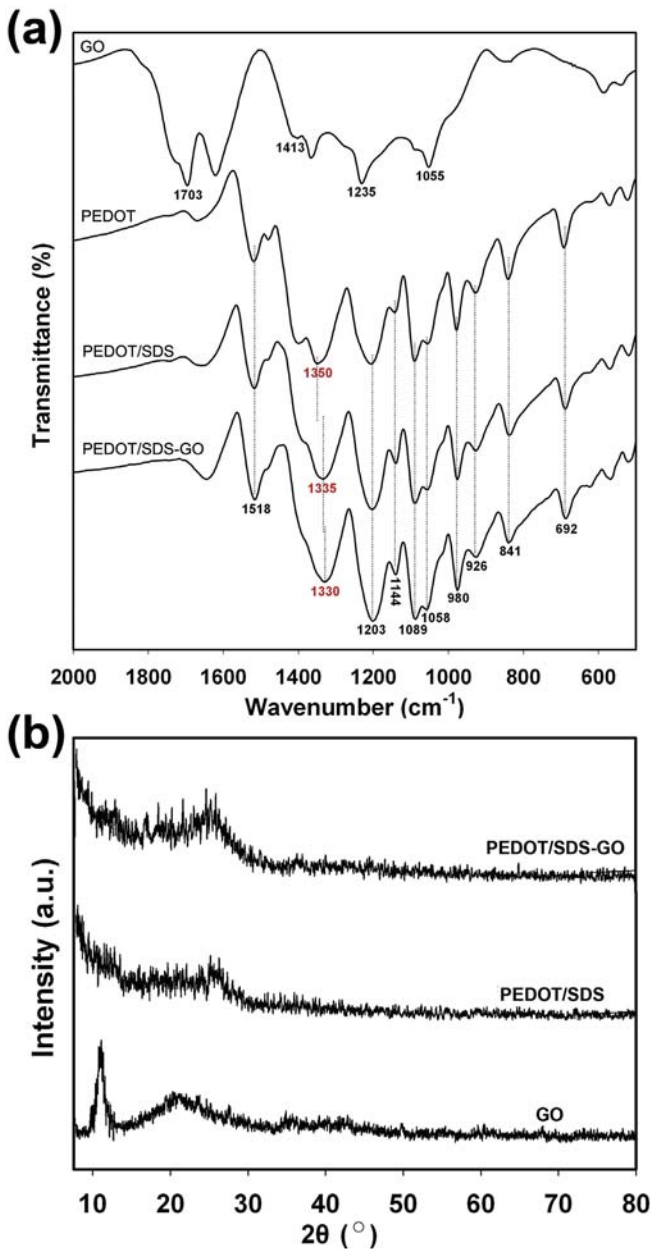 (a)
GO
1703
1413
1235
1055
PEDOT
PEDOT/SDS
1350
PEDOT/SDS-GO
1335
1518
1330
1203
1144
1089
1058
980
926
841
692
Transmittance (%)
2000 1800 1600 1400 1200 1000 800 600
Wavenumber (cm⁻¹)
(b)
PEDOT/SDS-GO
PEDOT/SDS
GO
Intensity (a.u.)
10 20 30 40 50 60 70 80
2θ (°)